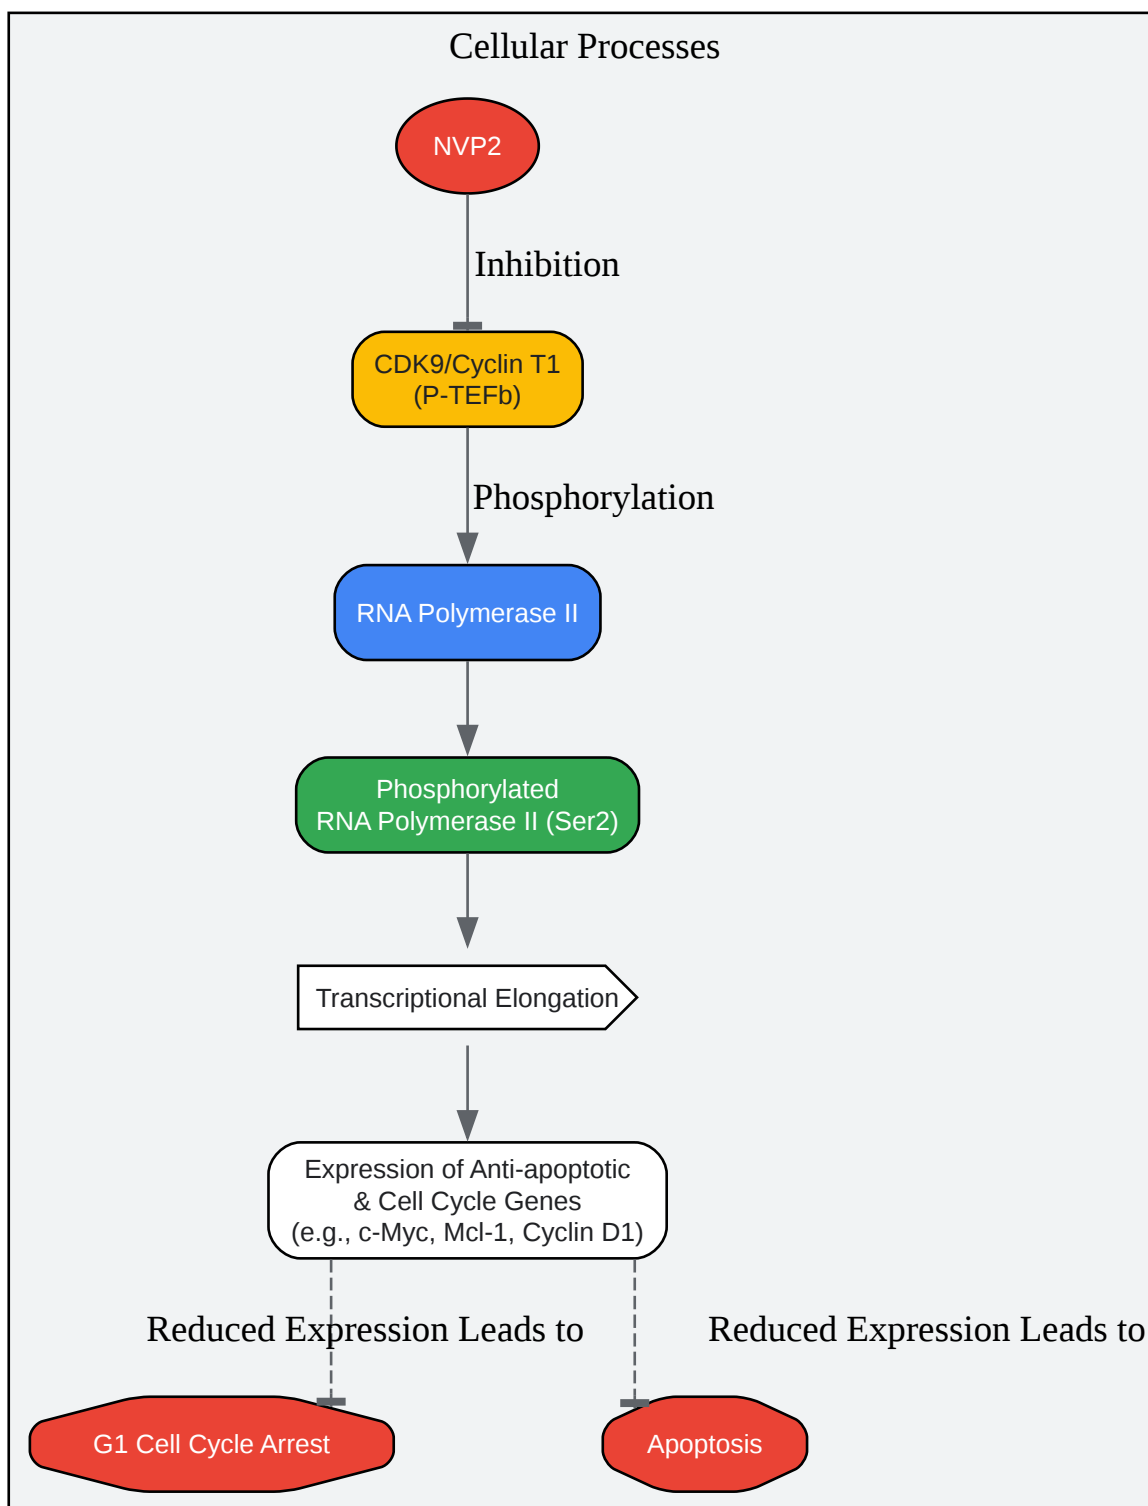 Cellular Processes
NVP2
Inhibition
CDK9/Cyclin T1
(P-TEFb)
Phosphorylation
RNA Polymerase II
Phosphorylated
RNA Polymerase II (Ser2)
Transcriptional Elongation
Expression of Anti-apoptotic
& Cell Cycle Genes
(e.g., c-Myc, Mcl-1, Cyclin D1)
Reduced Expression Leads to
Reduced Expression Leads to
G1 Cell Cycle Arrest
Apoptosis